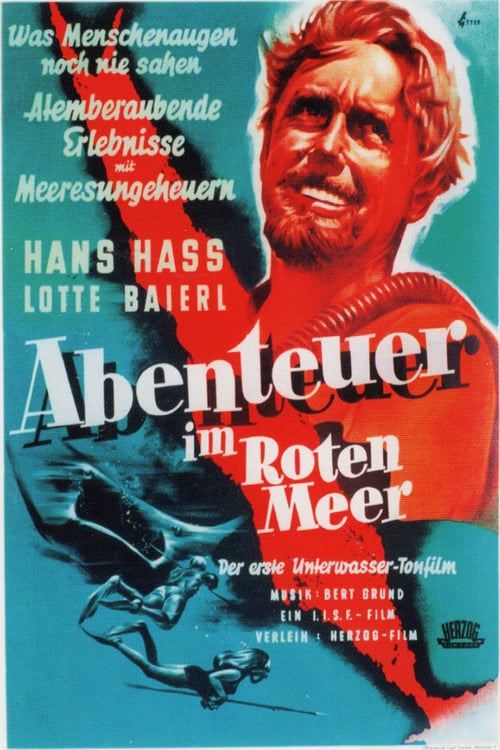 Was Menschenaugen
noch nie sahen
Atemberaubende
Erlebnisse
mit
Meeresungeheuern
HANS HASS
LOTTE BAIERL
Abenteuer
im Roten
Meer
Der erste Unterwasser-Tonfilm
MUSIK: BERT GRUND
EIN I.I.S.F.-FILM
VERLEIH: HERZOG-FILM
HERZOG